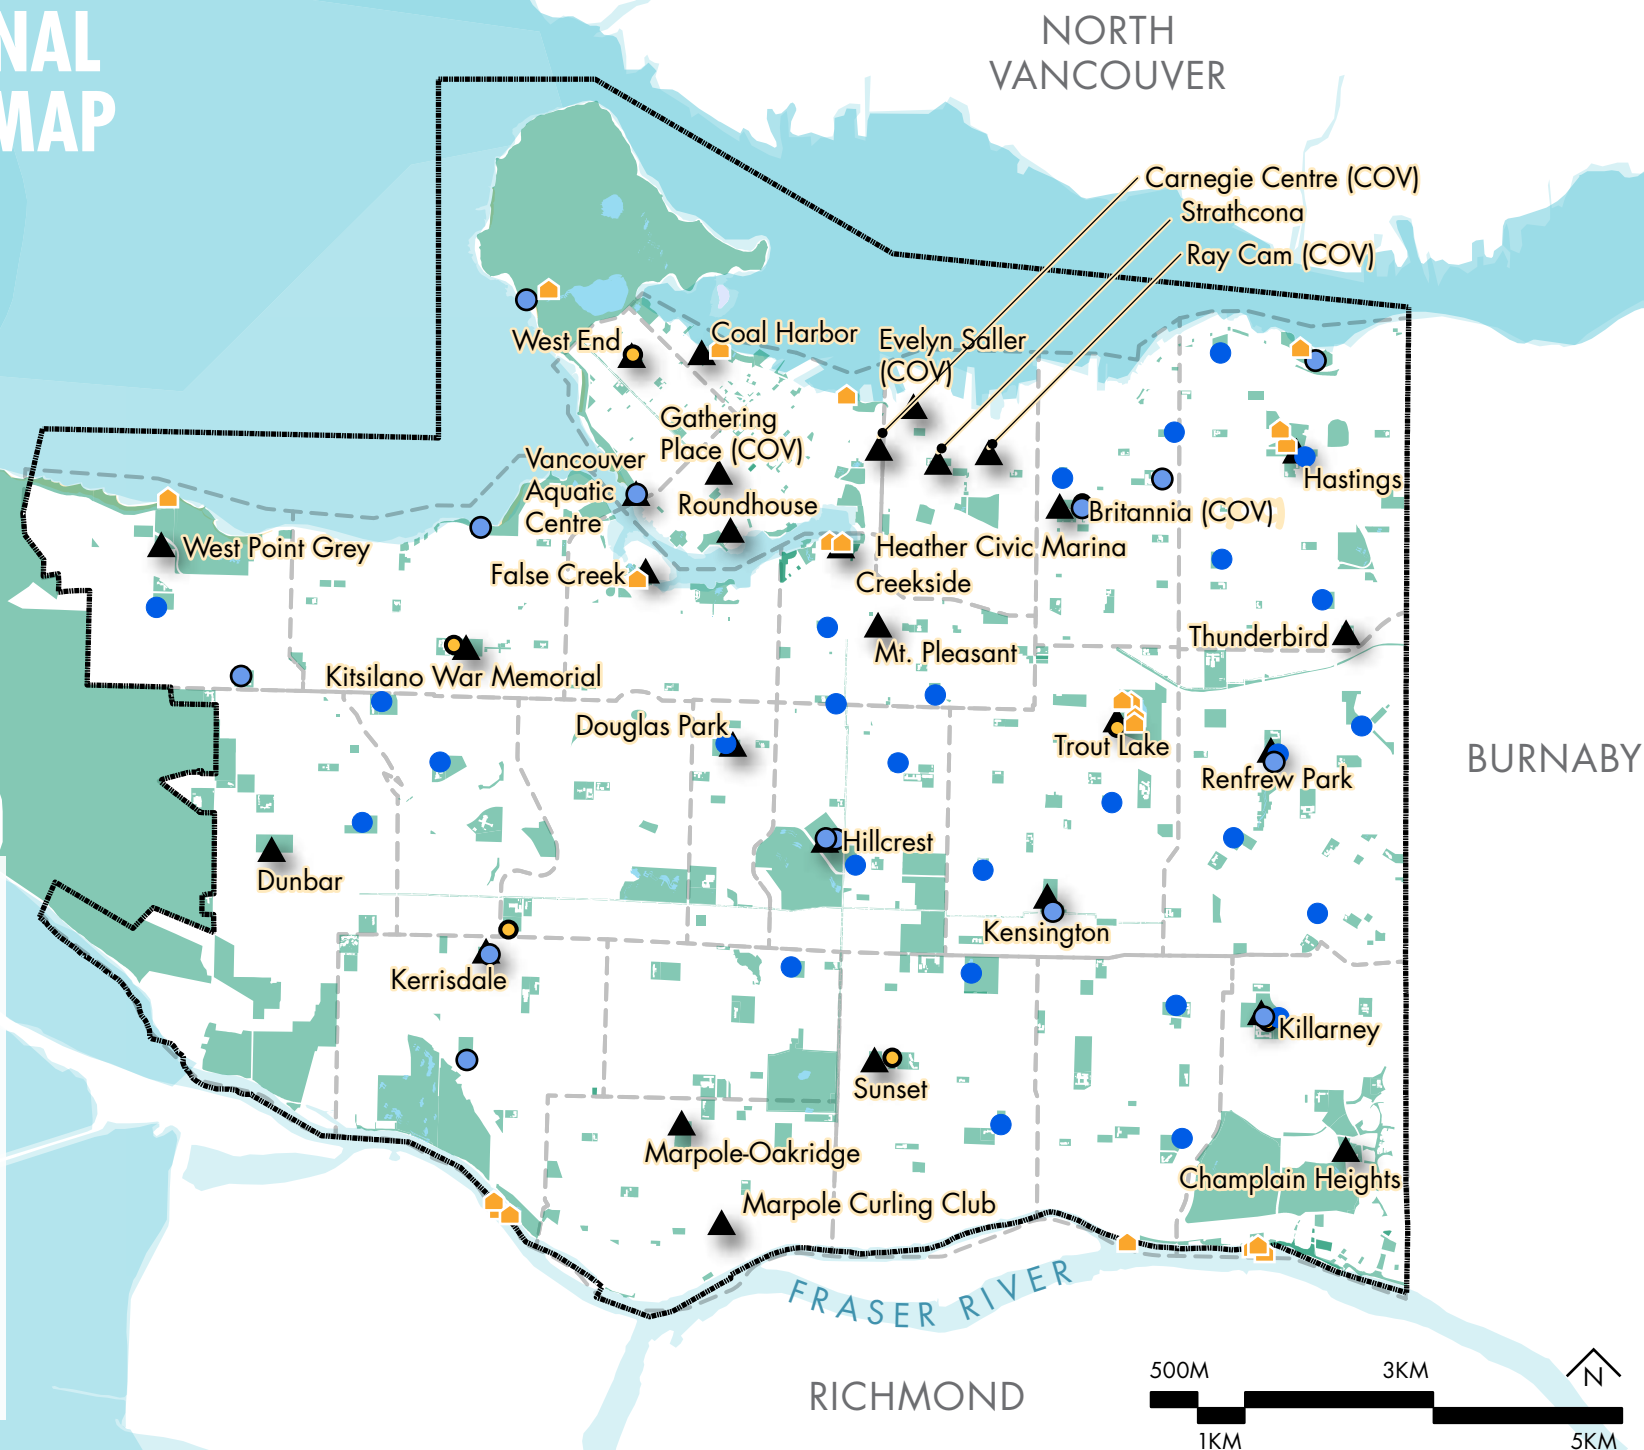 NAL
MAP
NORTH
VANCOUVER
Carnegie Centre (COV)
Strathcona
Ray Cam (COV)
West End
Coal Harbor
Evelyn Saller
(COV)
Gathering
Place (COV)
Vancouver
Aquatic
Centre
Roundhouse
Hastings
Britannia (COV)
West Point Grey
Heather Civic Marina
False Creek
Creekside
Thunderbird
Mt. Pleasant
Kitsilano War Memorial
Douglas Park
Trout Lake
BURNABY
Renfrew Park
Hillcrest
Dunbar
Kensington
Kerrisdale
Killarney
Sunset
Marpole-Oakridge
Champlain Heights
Marpole Curling Club
FRASER RIVER
RICHMOND
500M
3KM
N
1KM
5KM